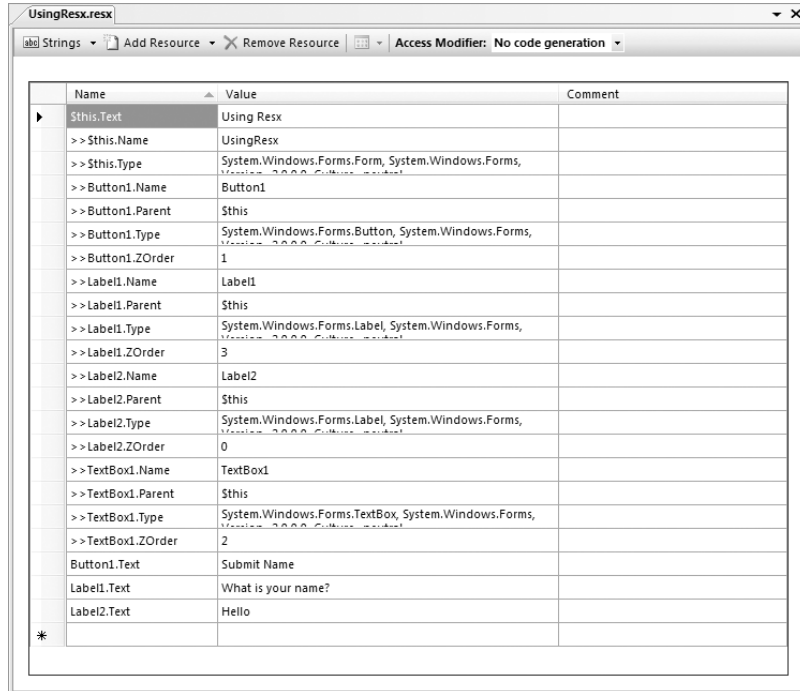 UsingResx.resx
abc Strings Add Resource Remove Resource Access Modifier: No code generation
Name Value Comment
$this.Text Using Resx
>>$this.Name UsingResx
>>$this.Type System.Windows.Forms.Form, System.Windows.Forms,
>>Button1.Name Button1
>>Button1.Parent $this
>>Button1.Type System.Windows.Forms.Button, System.Windows.Forms,
>>Button1.ZOrder 1
>>Label1.Name Label1
>>Label1.Parent $this
>>Label1.Type System.Windows.Forms.Label, System.Windows.Forms,
>>Label1.ZOrder 3
>>Label2.Name Label2
>>Label2.Parent $this
>>Label2.Type System.Windows.Forms.Label, System.Windows.Forms,
>>Label2.ZOrder 0
>>TextBox1.Name TextBox1
>>TextBox1.Parent $this
>>TextBox1.Type System.Windows.Forms.TextBox, System.Windows.Forms,
>>TextBox1.ZOrder 2
Button1.Text Submit Name
Label1.Text What is your name?
Label2.Text Hello